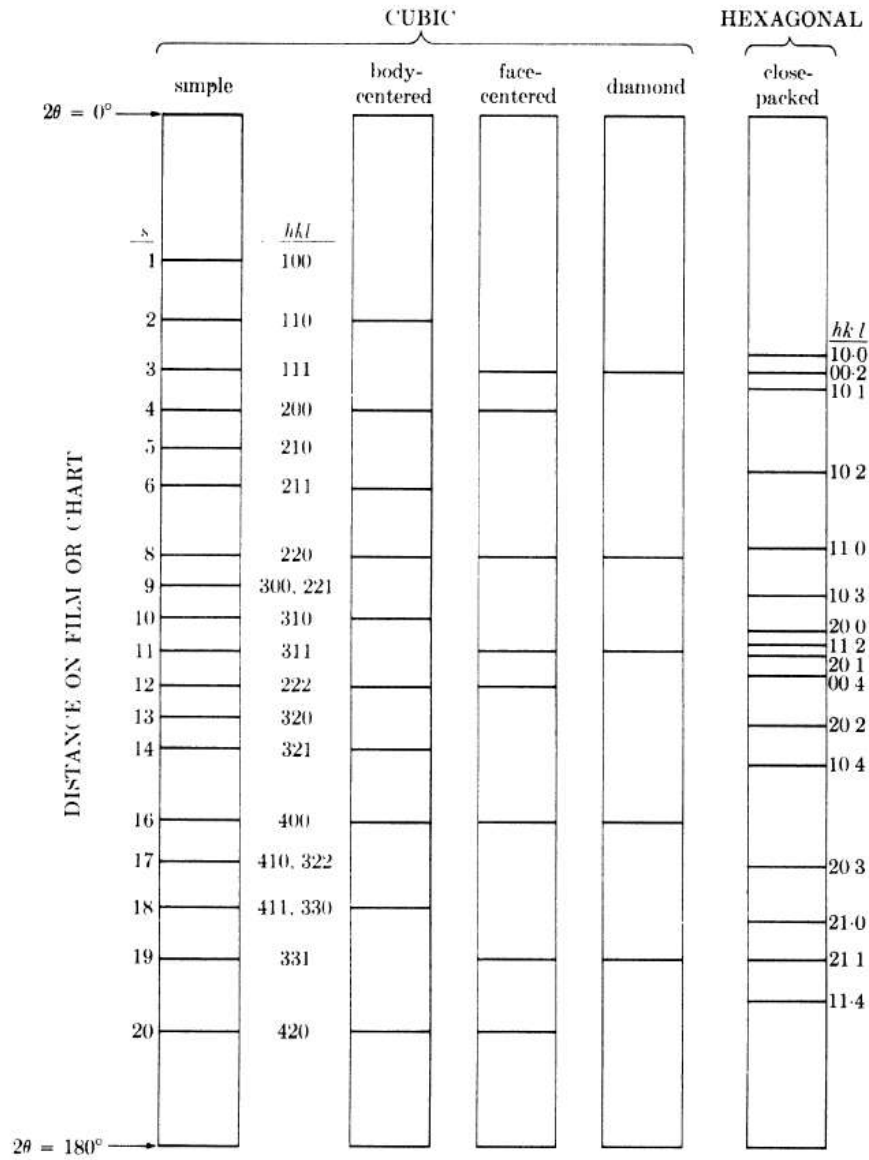 CUBIC HEXAGONAL
simple body-centered face-centered diamond close-packed
2θ = 0°
s hkl
1 100
2 110
hk l
10·0
3 111 00·2
10 1
4 200
5 210
10 2
6 211
11 0
8 220
9 300, 221
10 3
10 310
20 0
11 2
11 311
20 1
12 222 00 4
13 320
20 2
14 321
10 4
16 400
17 410, 322
20 3
18 411, 330
21·0
19 331 21 1
11·4
20 420
2θ = 180°
DISTANCE ON FILM OR CHART